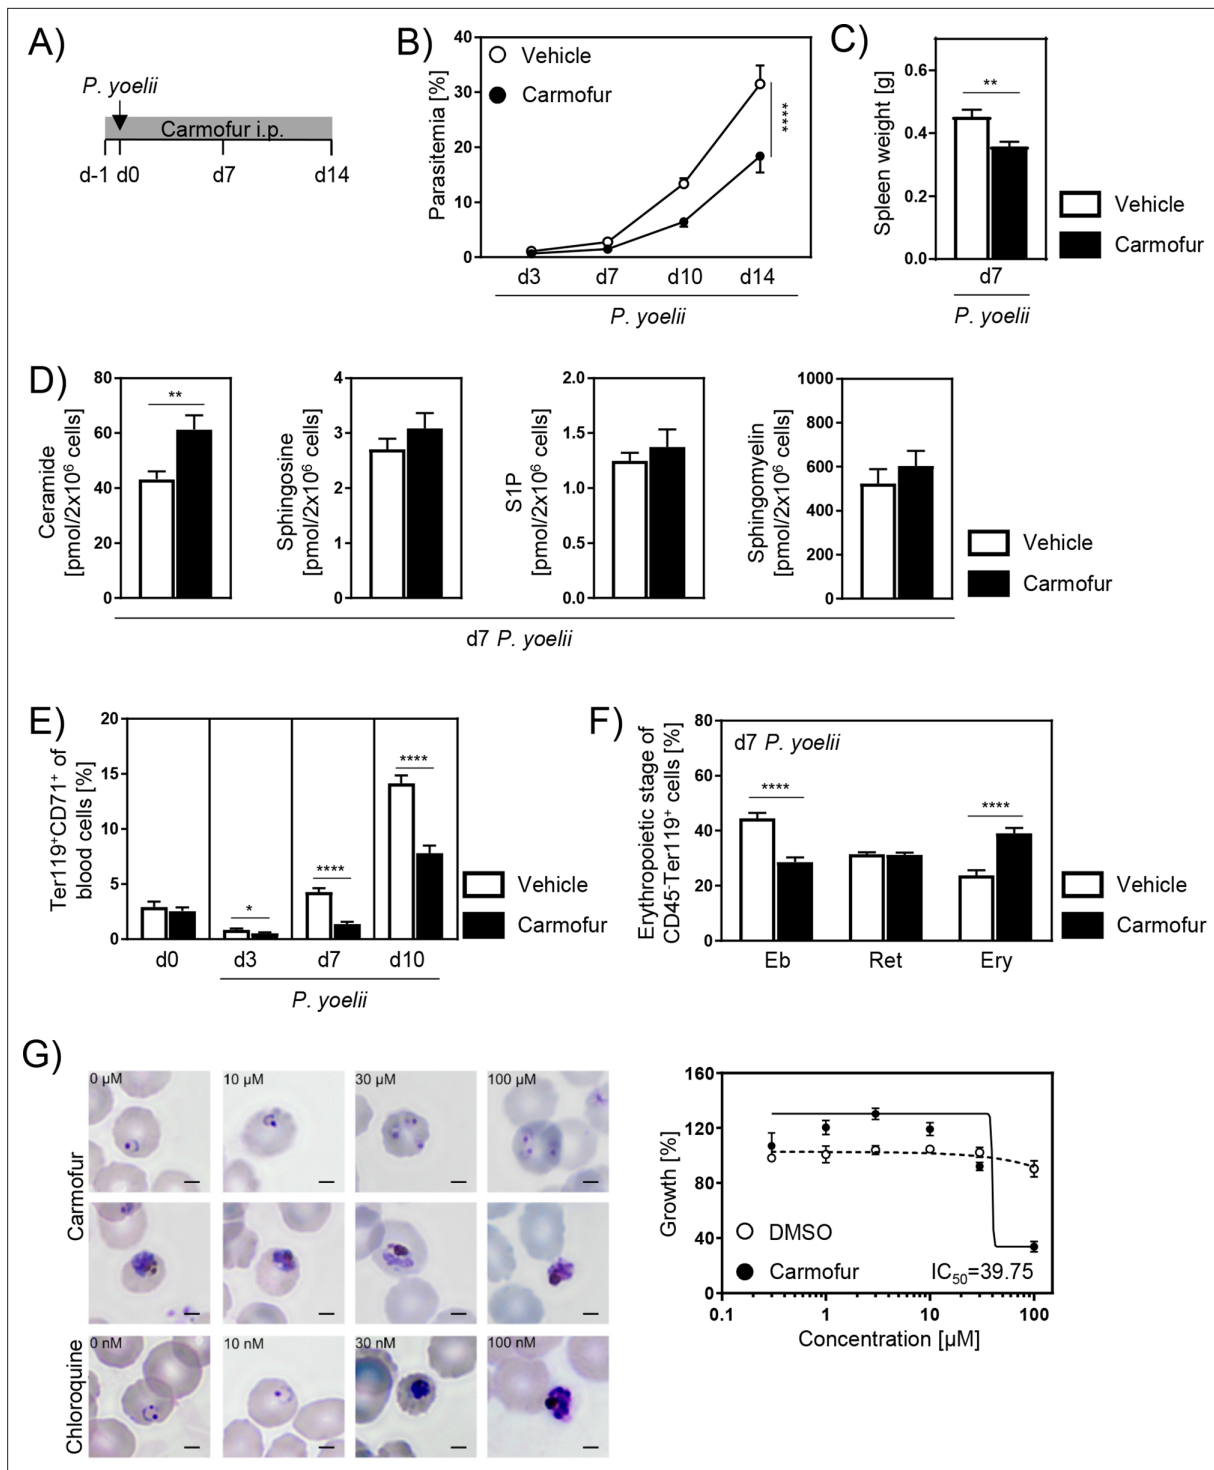 A)
P. yoelii
Carmofur i.p.
d-1 d0 d7 d14
B)
Parasitemia [%]
40
30
20
10
0
Vehicle
Carmofur
****
d3 d7 d10 d14
P. yoelii
C)
Spleen weight [g]
0.6
0.4
0.2
0.0
**
d7
P. yoelii
Vehicle
Carmofur
D)
Ceramide
[pmol/2x10⁶ cells]
80
60
40
20
0
**
Sphingosine
[pmol/2x10⁶ cells]
4
3
2
1
0
S1P
[pmol/2x10⁶ cells]
2.0
1.5
1.0
0.5
0.0
Sphingomyelin
[pmol/2x10⁶ cells]
1000
800
600
400
200
0
Vehicle
Carmofur
d7 P. yoelii
E)
Ter119⁺CD71⁺ of
blood cells [%]
20
15
10
5
0
*
****
****
d0 d3 d7 d10
P. yoelii
Vehicle
Carmofur
F)
Erythropoietic stage of
CD45⁻Ter119⁺ cells [%]
80
60
40
20
0
d7 P. yoelii
****
****
Eb Ret Ery
Vehicle
Carmofur
G)
Carmofur
0 µM 10 µM 30 µM 100 µM
Chloroquine
0 nM 10 nM 30 nM 100 nM
Growth [%]
160
120
80
40
0
DMSO
Carmofur
IC₅₀=39.75
0.1 1 10 100
Concentration [µM]